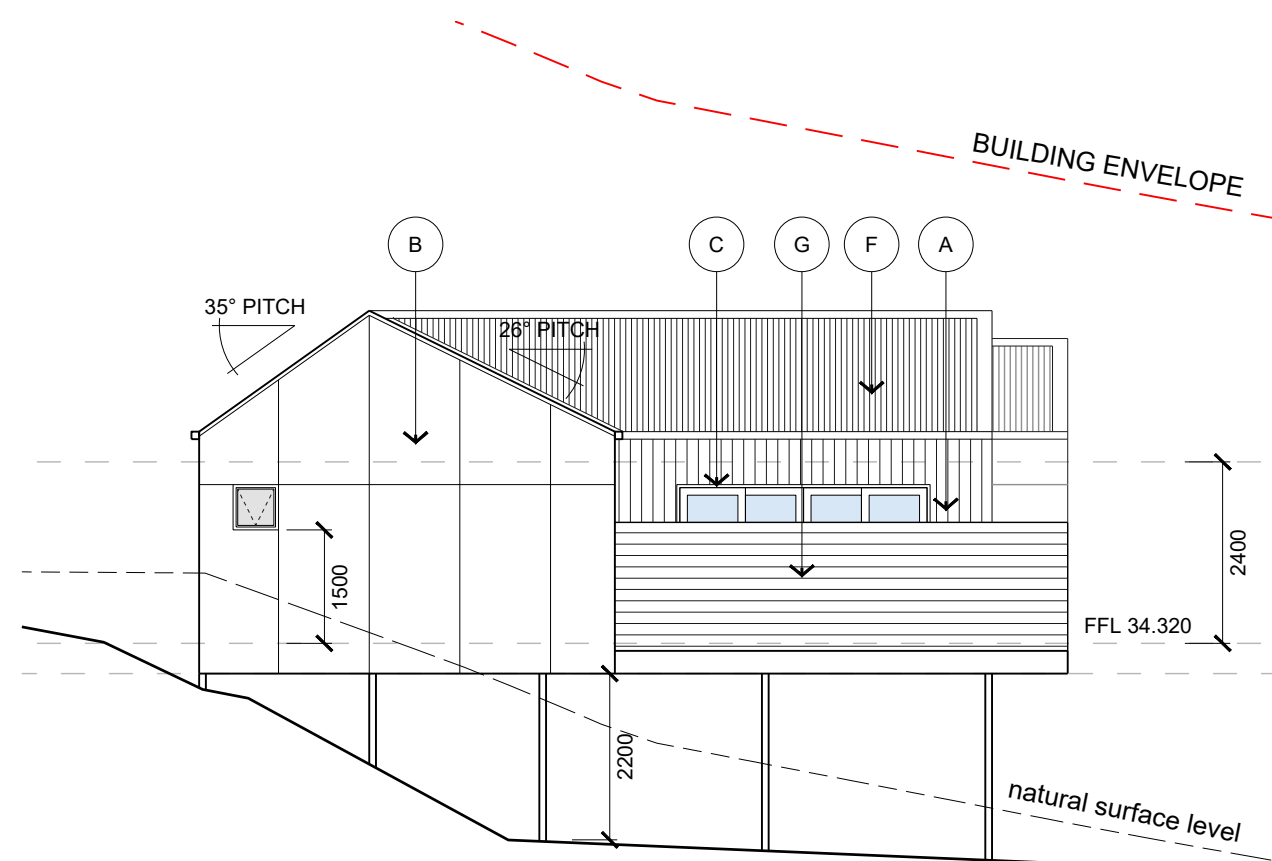 BUILDING ENVELOPE
B
C
G
F
A
35° PITCH
26° PITCH
1500
2400
FFL 34.320
2200
natural surface level